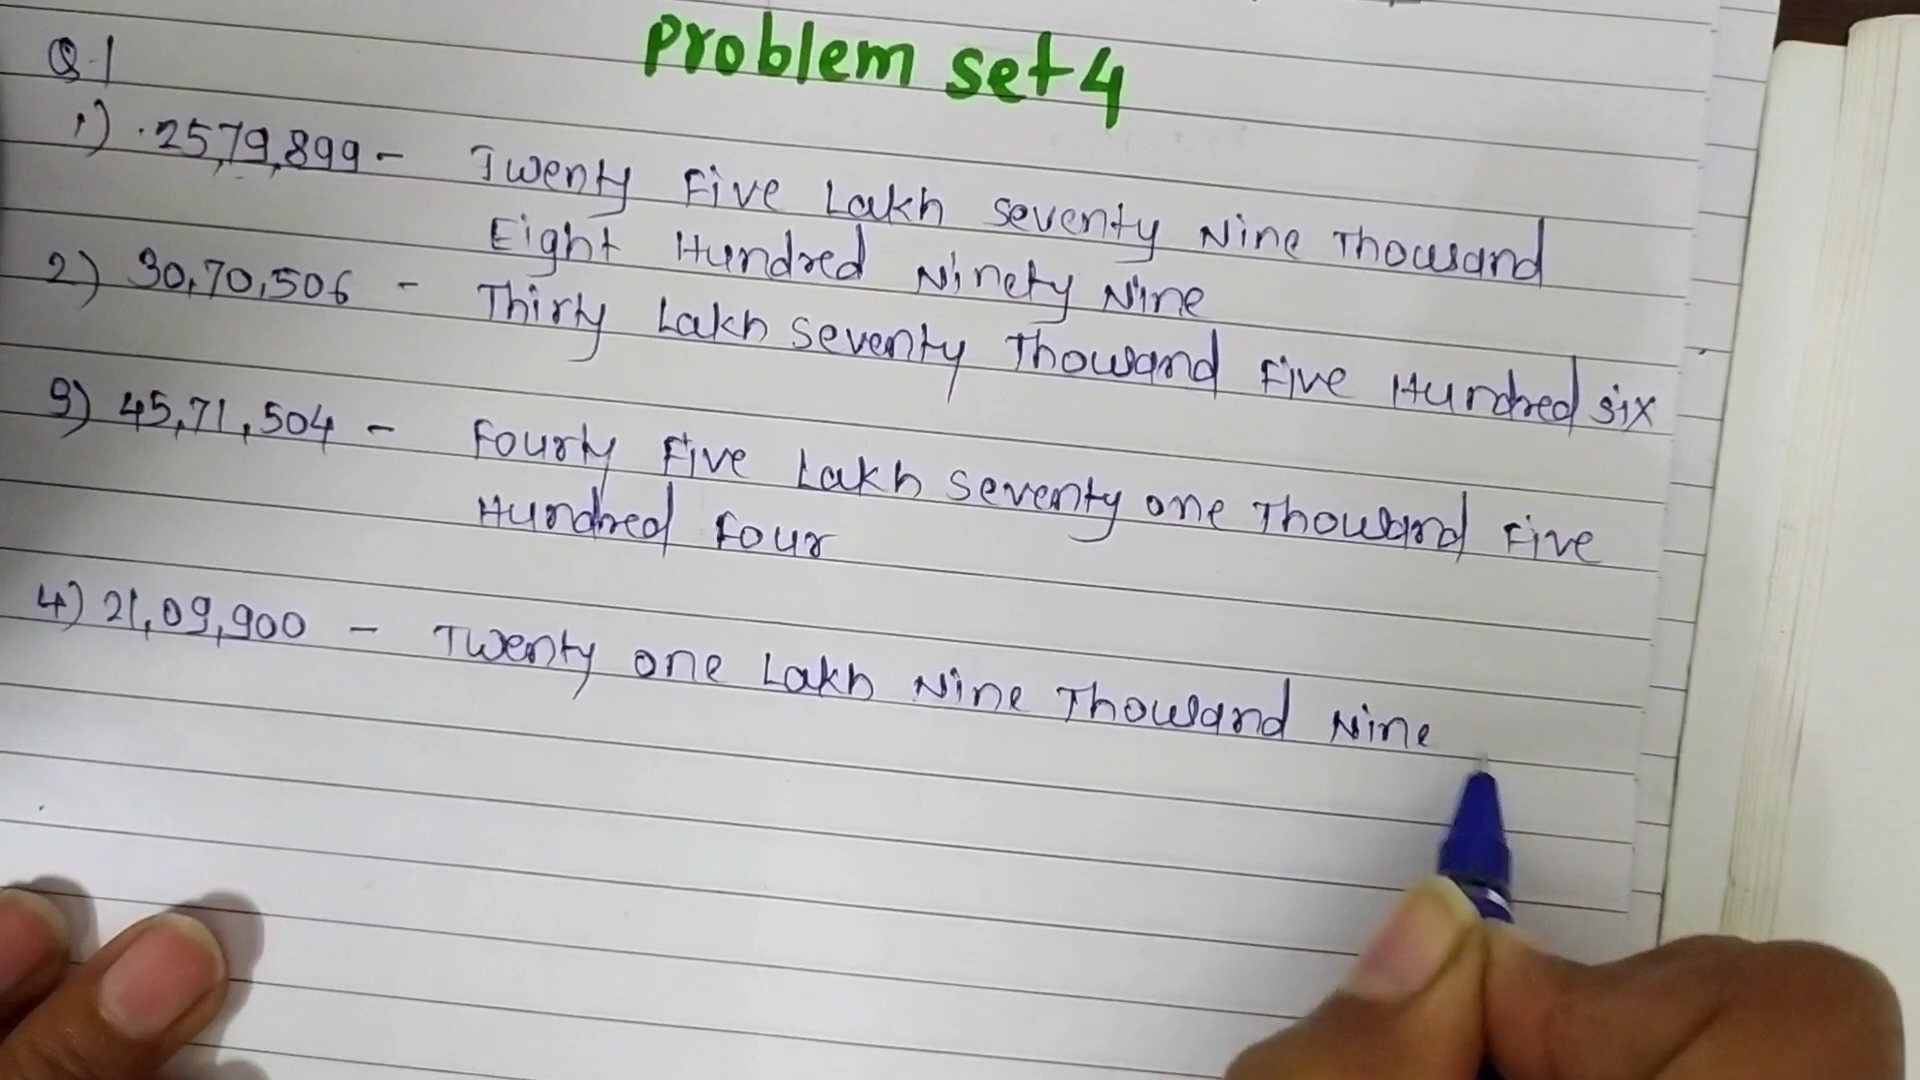 Problem set 4
Q-1
1) 25,79,899 - Twenty Five Lakh seventy Nine Thousand
Eight Hundred Ninety Nine
2) 30,70,506 - Thirty Lakh seventy Thousand Five Hundred six
3) 45,71,504 - Fourty Five Lakh seventy one Thousand Five
Hundred Four
4) 21,09,900 - Twenty one Lakh Nine Thousand Nine